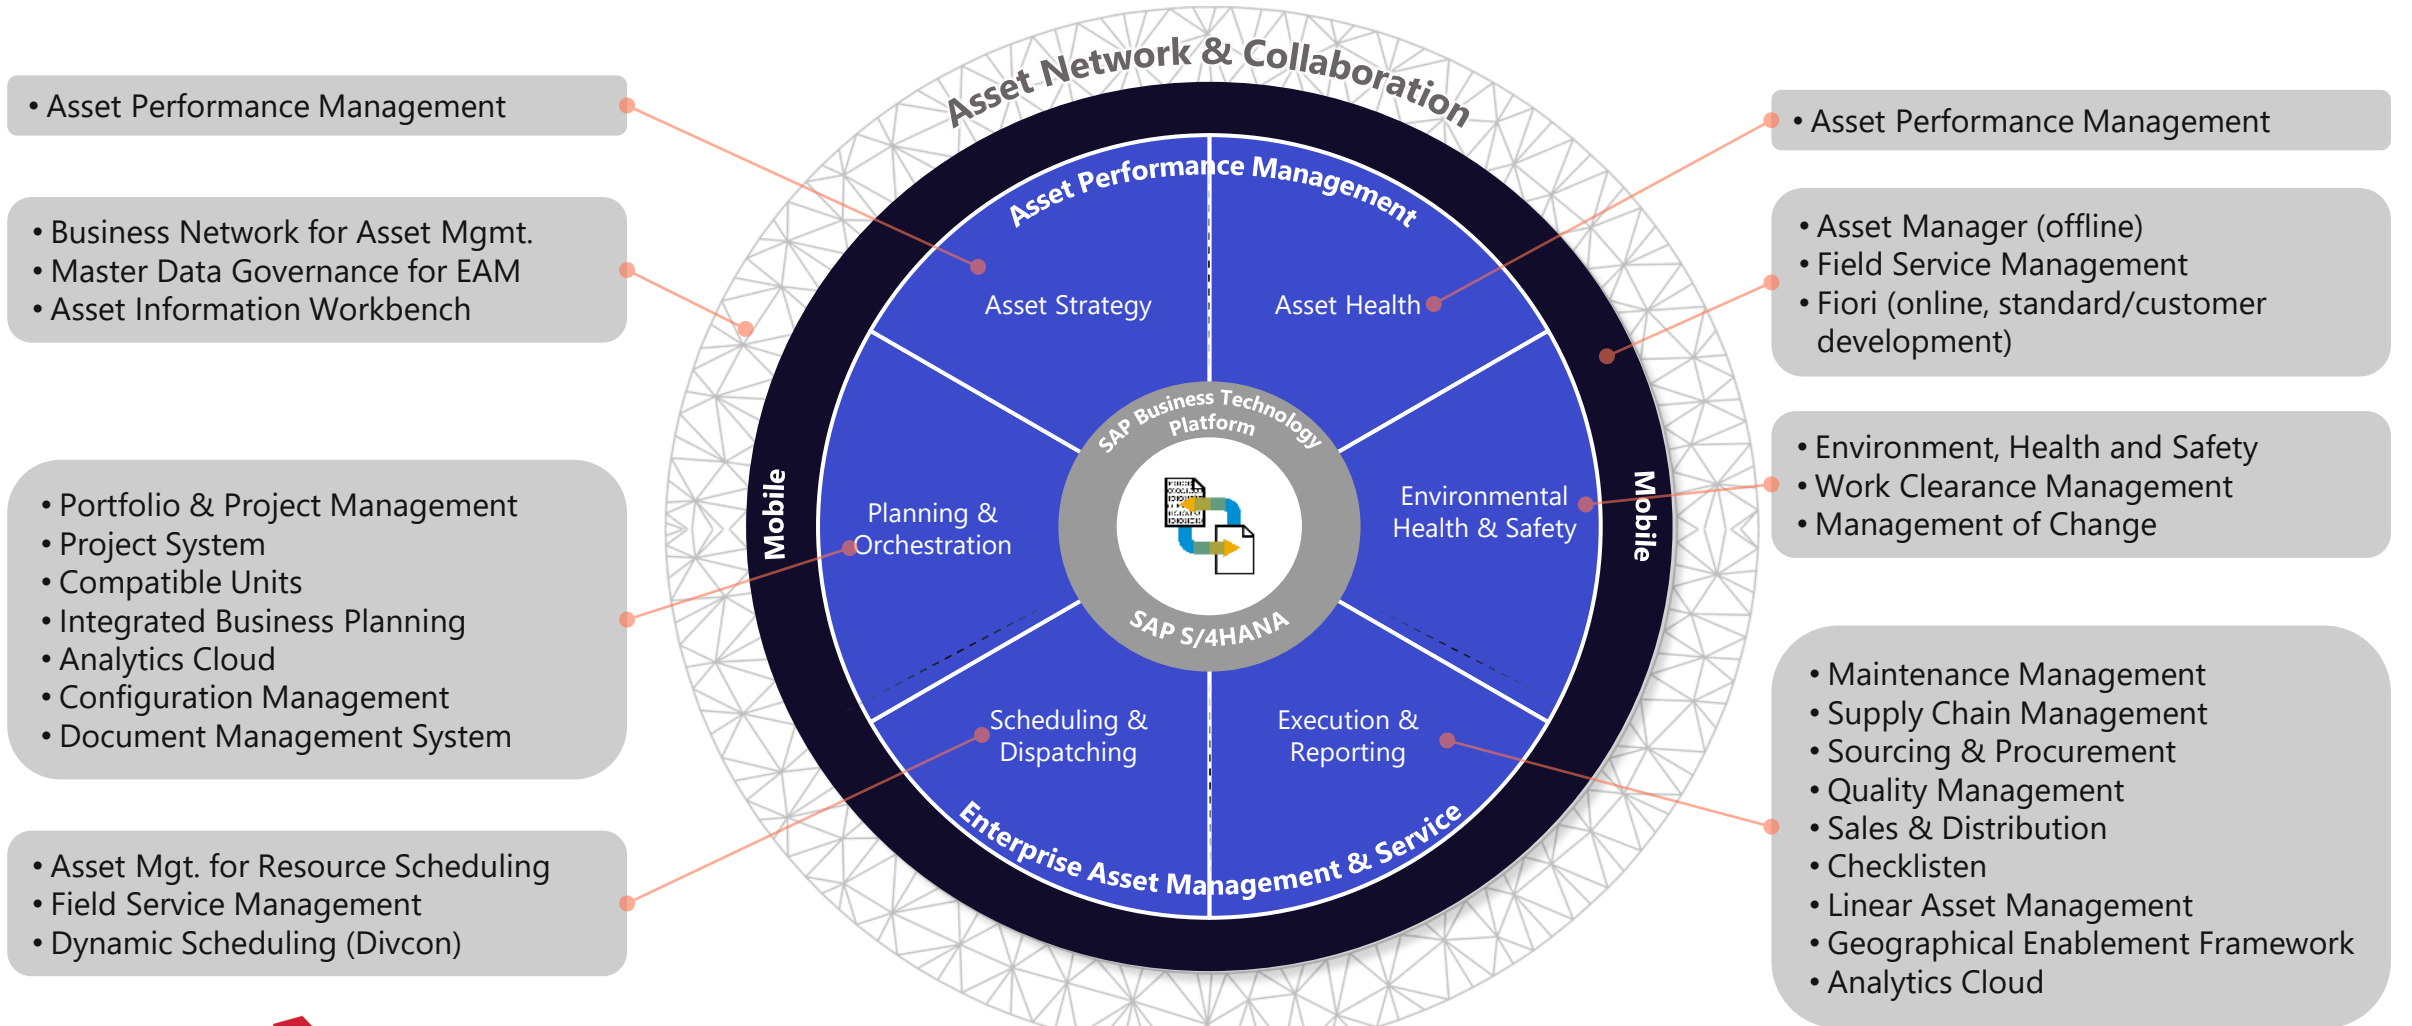 Asset Network & Collaboration
• Asset Performance Management
• Business Network for Asset Mgmt.
• Master Data Governance for EAM
• Asset Information Workbench
• Portfolio & Project Management
• Project System
• Compatible Units
• Integrated Business Planning
• Analytics Cloud
• Configuration Management
• Document Management System
• Asset Mgt. for Resource Scheduling
• Field Service Management
• Dynamic Scheduling (Divcon)
Mobile
Asset Performance Management
Asset Strategy
Asset Health
SAP Business Technology
Platform
SAP S/4HANA
Planning &
Orchestration
Environmental
Health & Safety
Scheduling &
Dispatching
Execution &
Reporting
Enterprise Asset Management & Service
Mobile
• Asset Performance Management
• Asset Manager (offline)
• Field Service Management
• Fiori (online, standard/customer
development)
• Environment, Health and Safety
• Work Clearance Management
• Management of Change
• Maintenance Management
• Supply Chain Management
• Sourcing & Procurement
• Quality Management
• Sales & Distribution
• Checklisten
• Linear Asset Management
• Geographical Enablement Framework
• Analytics Cloud